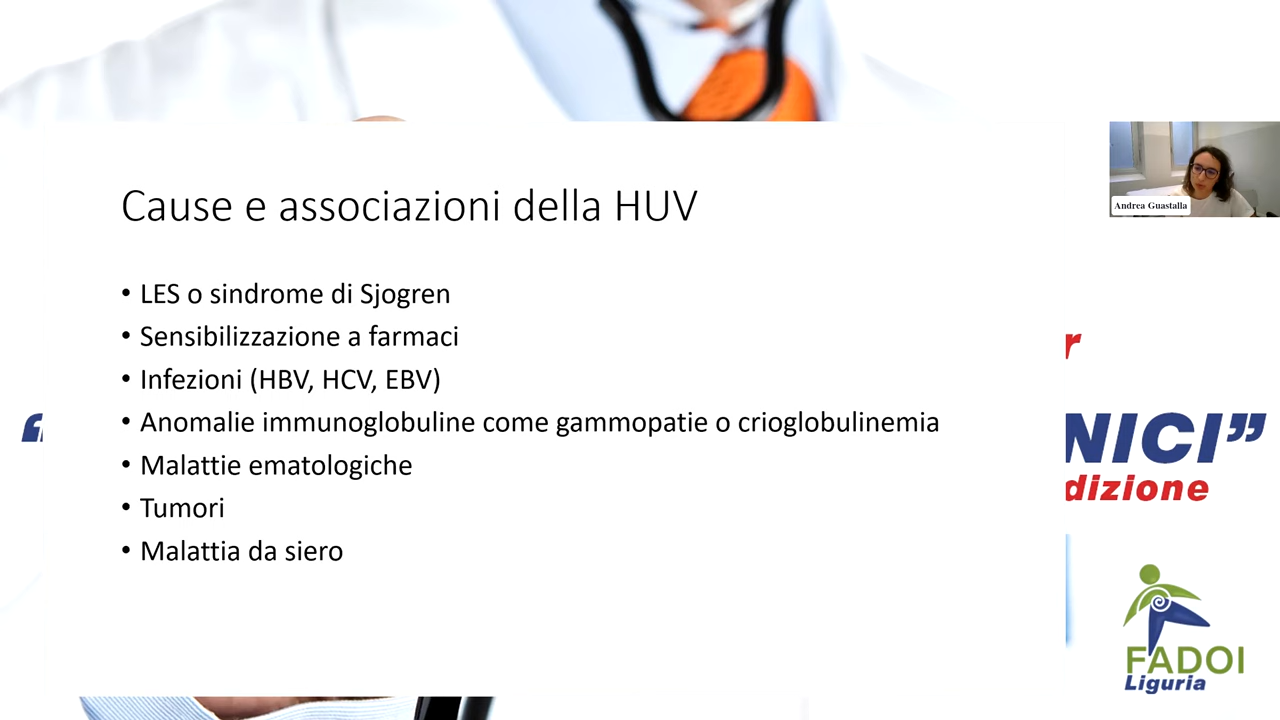 Cause e associazioni della HUV
• LES o sindrome di Sjogren
• Sensibilizzazione a farmaci
• Infezioni (HBV, HCV, EBV)
• Anomalie immunoglobuline come gammopatie o crioglobulinemia
• Malattie ematologiche
• Tumori
• Malattia da siero
Andrea Guastalla
r
“
NICI”
dizione
FADOI
Liguria